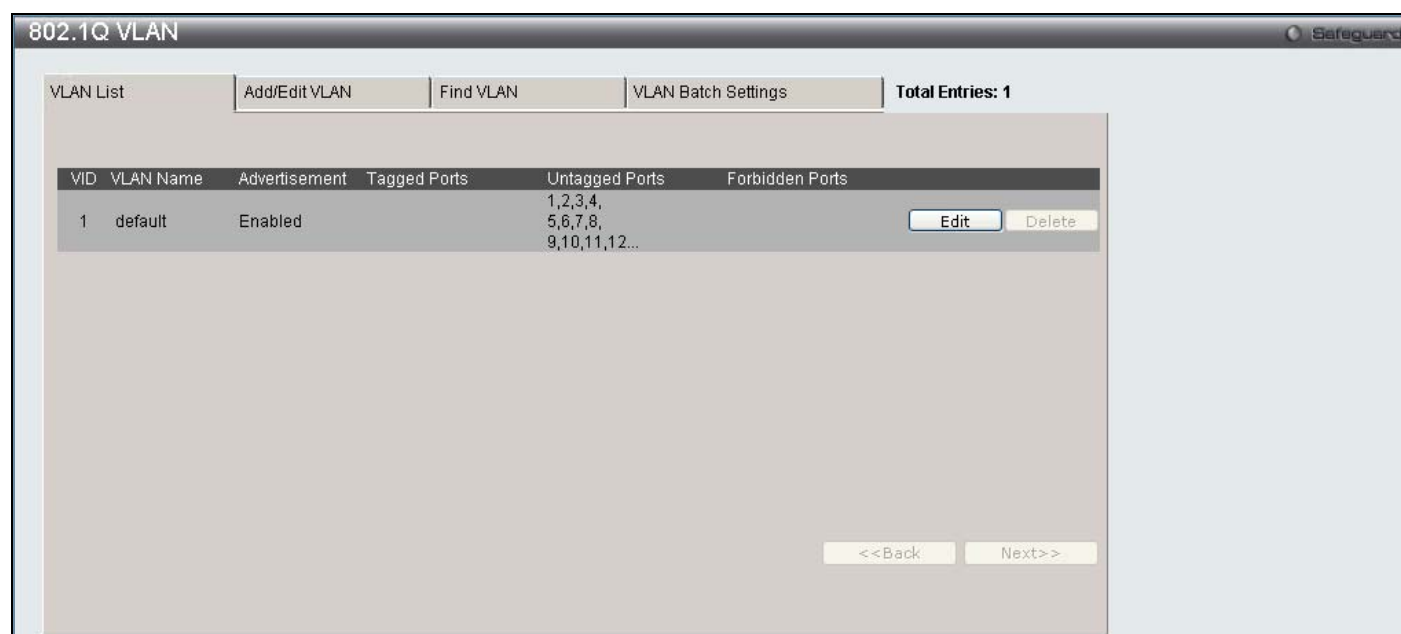 802.1Q VLAN
Safeguard
VLAN List Add/Edit VLAN Find VLAN VLAN Batch Settings Total Entries: 1
VID VLAN Name Advertisement Tagged Ports Untagged Ports Forbidden Ports
1 default Enabled 1,2,3,4,
5,6,7,8,
9,10,11,12... Edit Delete
<<Back Next>>